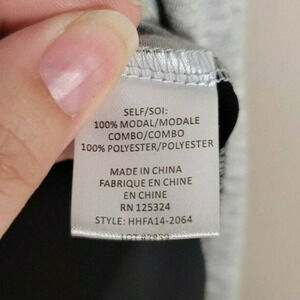 SELF/SOI:
100% MODAL/MODALE
COMBO/COMBO
100% POLYESTER/POLYESTER
MADE IN CHINA
FABRIQUE EN CHINE
EN CHINE
RN 125324
STYLE: HHFA14-2064